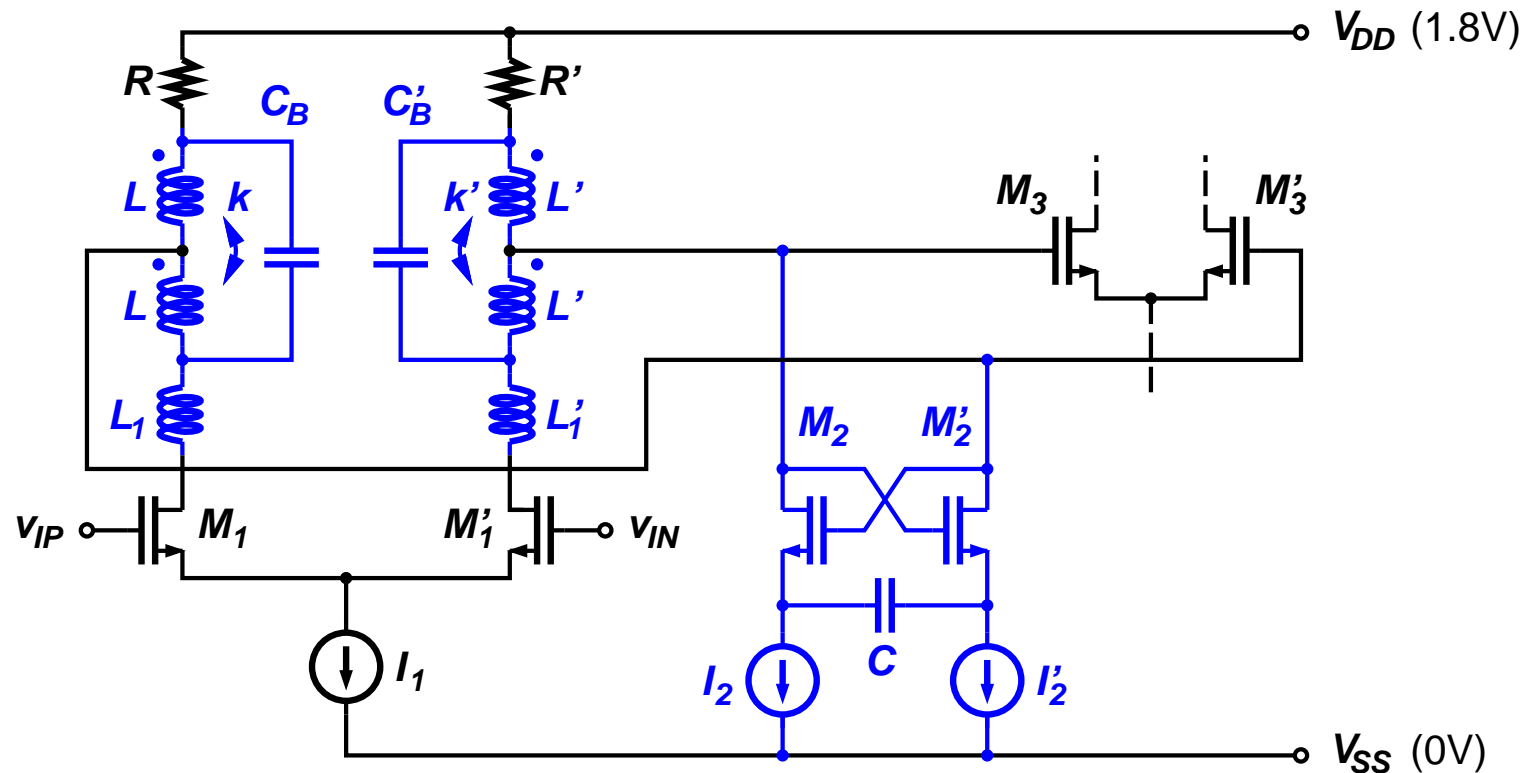 V_DD (1.8V)
R R’
C_B C’_B
L k k’ L’ M_3 M’_3
L L’
L_1 L’_1 M_2 M’_2
v_IP M_1 M’_1 v_IN
I_1 I_2 C I’_2
V_SS (0V)